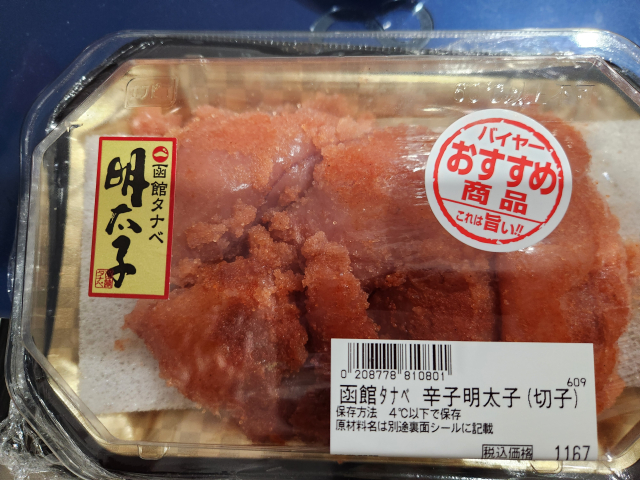 函館タナベ
明太子
バイヤー
おすすめ
商品
これは旨い!!
0 208778 810801
609
函館タナベ 辛子明太子(切子)
保存方法 4℃以下で保存
原材料名は別途裏面シールに記載
税込価格 1167